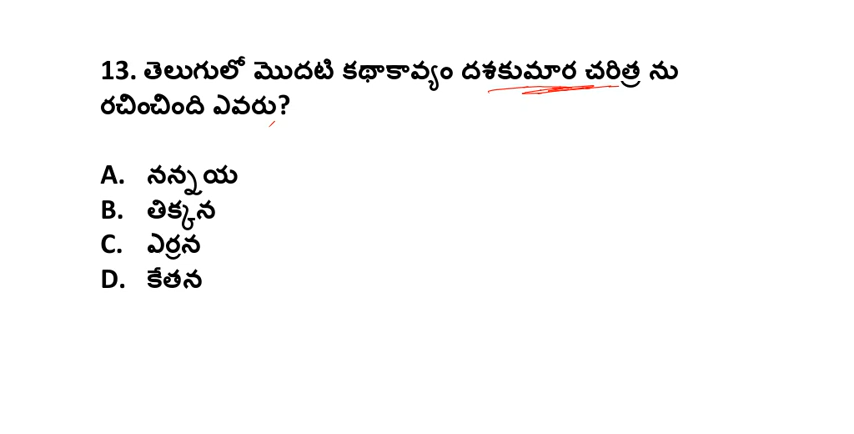 13. తెలుగులో మొదటి కథాకావ్యం దశకుమార చరిత్ర ను
రచించింది ఎవరు?
A. నన్నయ
B. తిక్కన
C. ఎర్రన
D. కేతన